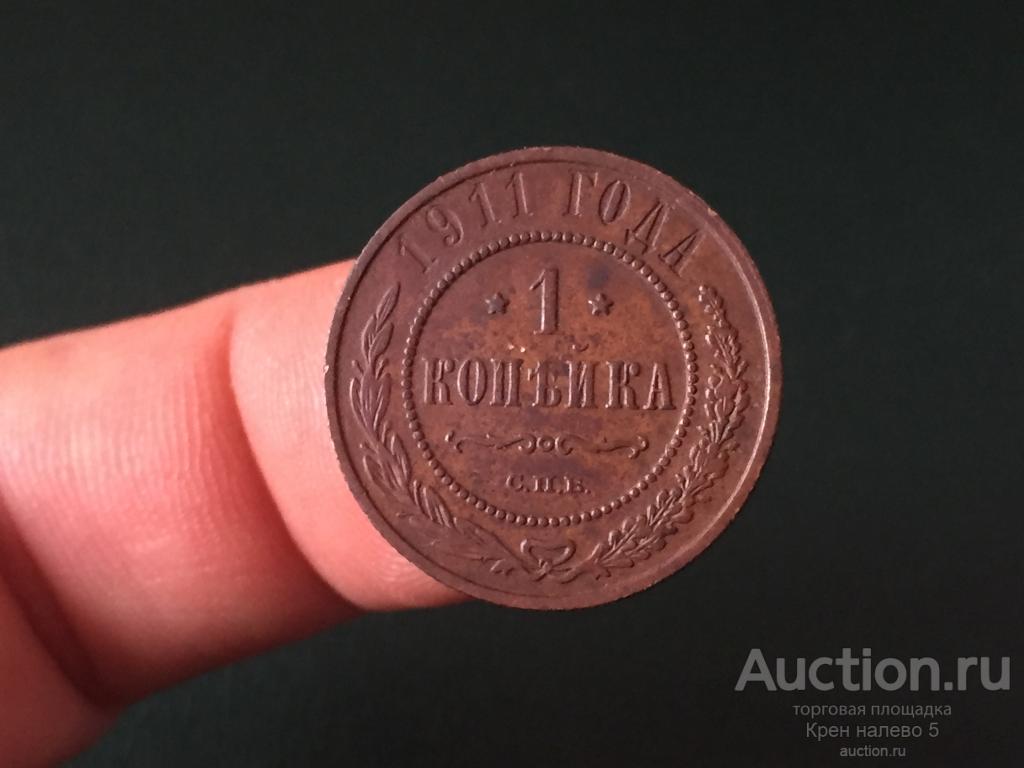 1911 ГОДА
1
КОПѢЙКА
С.П.Б.
Auction.ru
торговая площадка
Крен налево 5
auction.ru